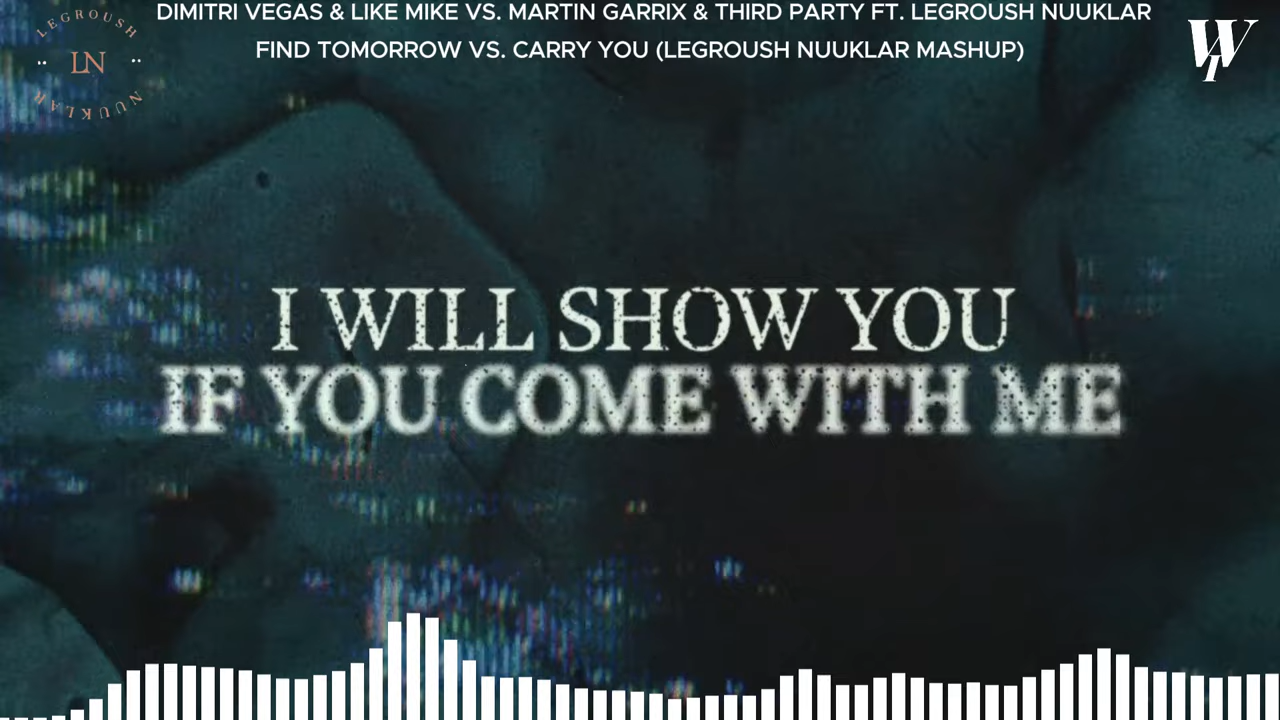 DIMITRI VEGAS & LIKE MIKE VS. MARTIN GARRIX & THIRD PARTY FT. LEGROUSH NUUKLAR
FIND TOMORROW VS. CARRY YOU (LEGROUSH NUUKLAR MASHUP)
LEGROUSH
LN
NUUKLAR
I WILL SHOW YOU
IF YOU COME WITH ME